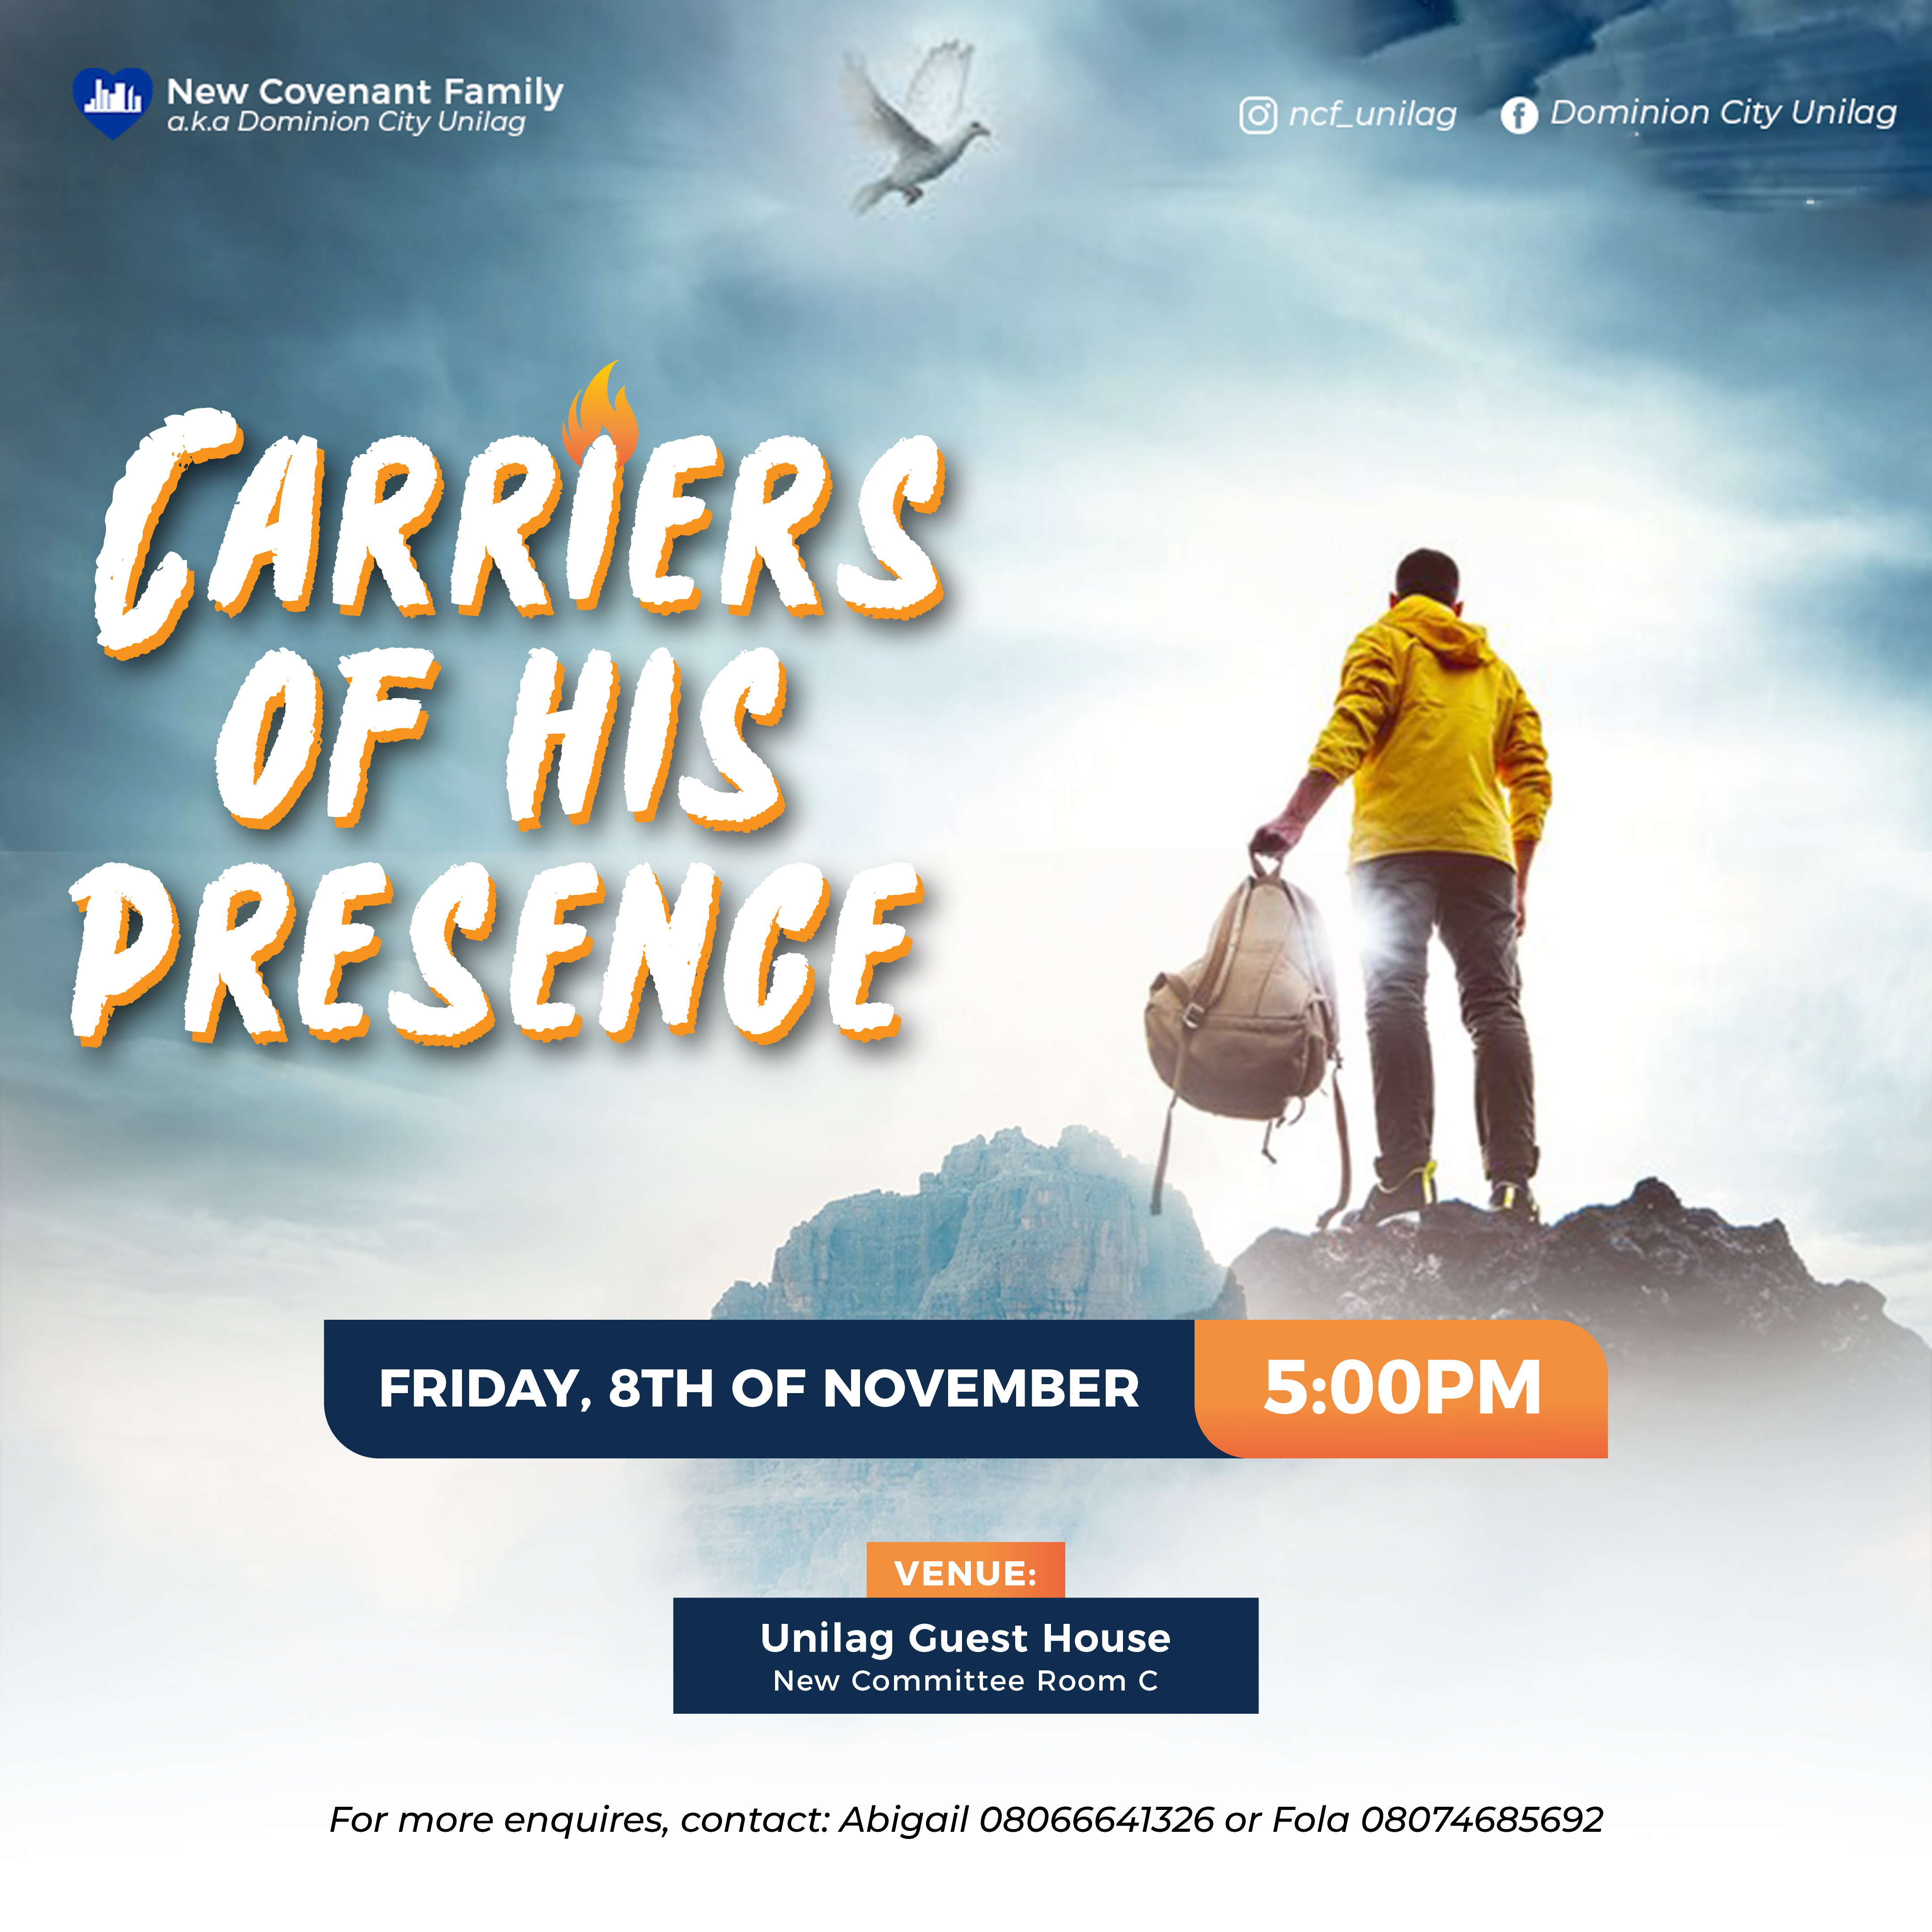 New Covenant Family
a.k.a Dominion City Unilag
ncf_unilag
Dominion City Unilag
CARRIERS
OF HIS
PRESENCE
FRIDAY, 8TH OF NOVEMBER
5:00PM
VENUE:
Unilag Guest House
New Committee Room C
For more enquires, contact: Abigail 08066641326 or Fola 08074685692